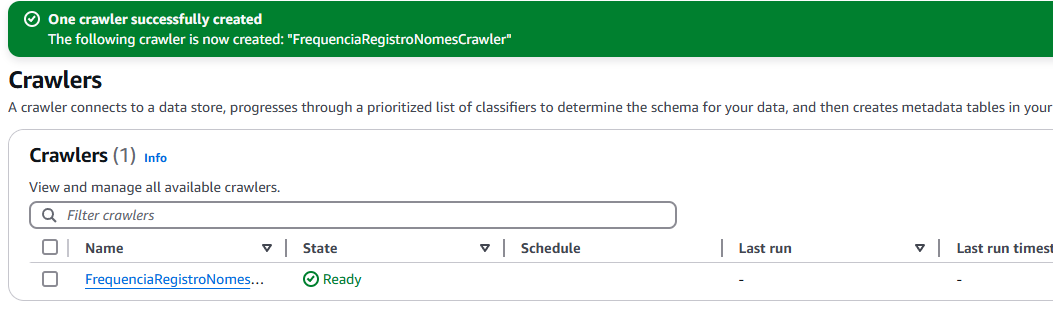 One crawler successfully created
The following crawler is now created: "FrequenciaRegistroNomesCrawler"
Crawlers
A crawler connects to a data store, progresses through a prioritized list of classifiers to determine the schema for your data, and then creates metadata tables in your
Crawlers (1) Info
View and manage all available crawlers.
Filter crawlers
Name State Schedule Last run Last run timest
FrequenciaRegistroNomes... Ready - -